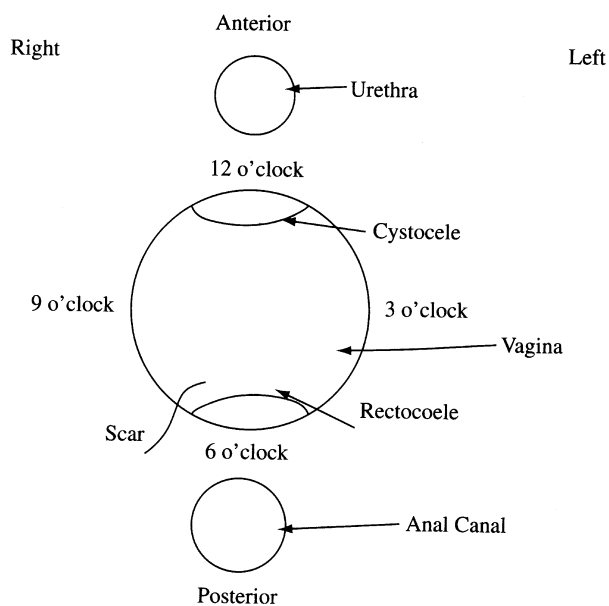 Anterior
Right
Left
Urethra
12 o’clock
Cystocele
9 o’clock
3 o’clock
Vagina
Rectocoele
Scar
6 o’clock
Anal Canal
Posterior